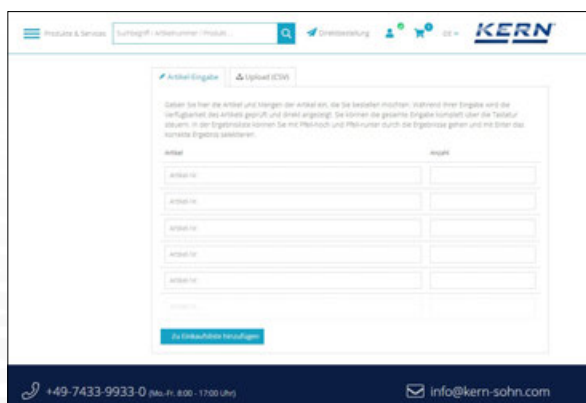 Produkte & Services
Suchbegriff / Artikelnummer / Produkt ...
Direktbestellung
DE
KERN
Artikel-Eingabe
Upload (CSV)
Geben Sie hier die Artikel und Mengen der Artikel ein, die Sie bestellen möchten. Während Ihrer Eingabe wird die
Verfügbarkeit des Artikels geprüft und direkt angezeigt. Sie können die gesamte Eingabe komplett über die Tastatur
steuern. In der Ergebnisliste können Sie mit Pfeil-hoch und Pfeil-runter durch die Ergebnisse gehen und mit Enter das
korrekte Ergebnis selektieren.
Artikel
Anzahl
Artikel-Nr.
Artikel-Nr.
Artikel-Nr.
Artikel-Nr.
Artikel-Nr.
Artikel-Nr.
Zu Einkaufsliste hinzufügen
+49-7433-9933-0 (Mo.-Fr. 8:00 - 17:00 Uhr)
info@kern-sohn.com